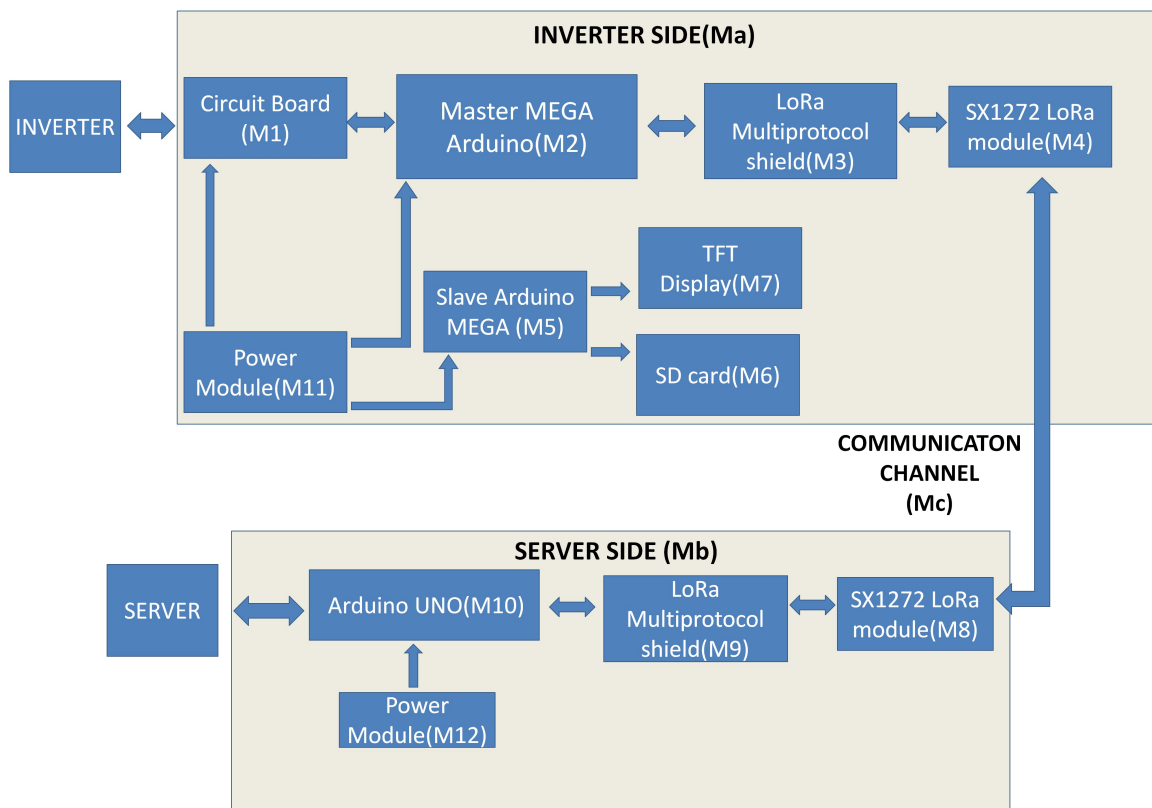 INVERTER SIDE(Ma)
INVERTER
Circuit Board
(M1)
Master MEGA
Arduino(M2)
LoRa
Multiprotocol
shield(M3)
SX1272 LoRa
module(M4)
TFT
Display(M7)
Slave Arduino
MEGA (M5)
Power
Module(M11)
SD card(M6)
COMMUNICATON
CHANNEL
(Mc)
SERVER SIDE (Mb)
SERVER
Arduino UNO(M10)
LoRa
Multiprotocol
shield(M9)
SX1272 LoRa
module(M8)
Power
Module(M12)